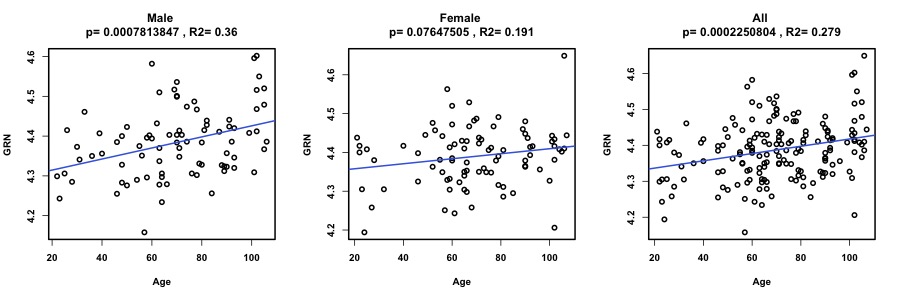 Male
p= 0.0007813847 , R2= 0.36
GRN
4.6
4.5
4.4
4.3
4.2
20 40 60 80 100
Age
Female
p= 0.07647505 , R2= 0.191
GRN
4.6
4.5
4.4
4.3
4.2
20 40 60 80 100
Age
All
p= 0.0002250804 , R2= 0.279
GRN
4.6
4.5
4.4
4.3
4.2
20 40 60 80 100
Age